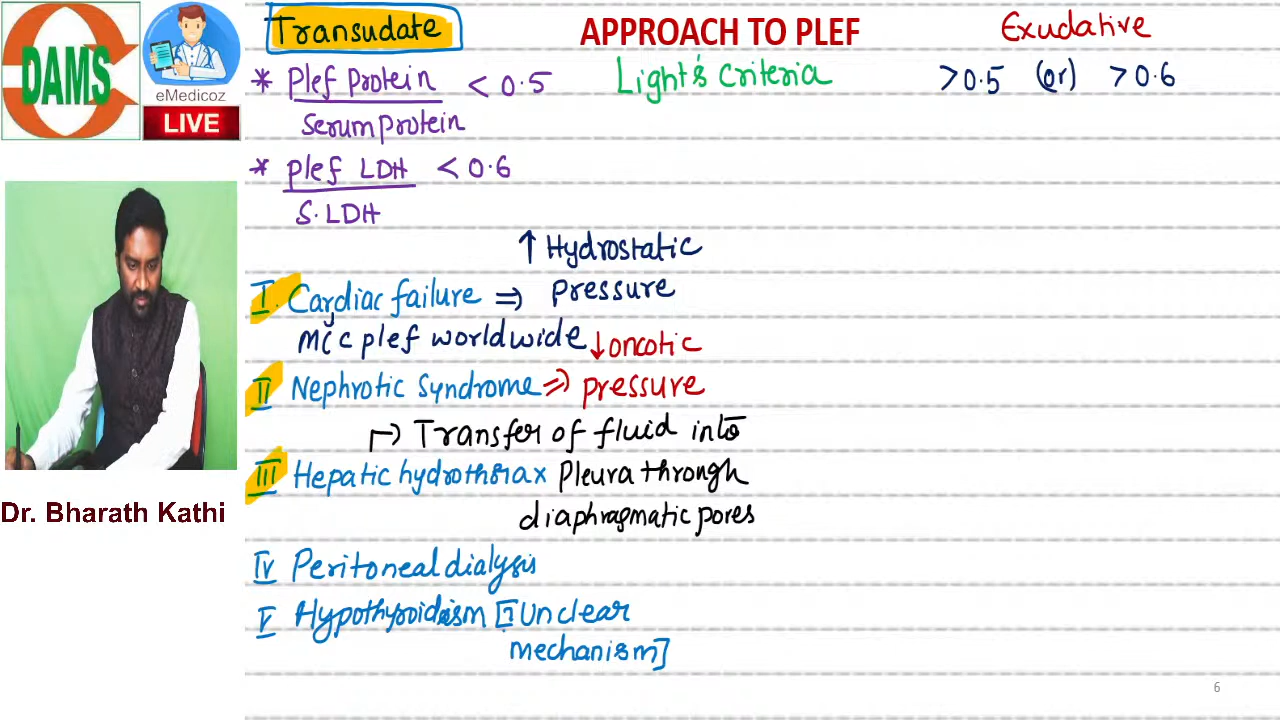 DAMS
eMedicoz
LIVE
Dr. Bharath Kathi
APPROACH TO PLEF
Transudate
Light's Criteria
Exudative
* Plef protein < 0.5
Serum protein
>0.5 (or) >0.6
* Plef LDH < 0.6
S. LDH
I. Cardiac failure ⇒ ↑ Hydrostatic
pressure
M/c plef worldwide
II Nephrotic Syndrome ⇒ ↓ oncotic
pressure
III Hepatic hydrothorax
↦ Transfer of fluid into
Pleura through
diaphragmatic pores
IV Peritoneal dialysis
V Hypothyroidism [? Unclear
mechanism]
6